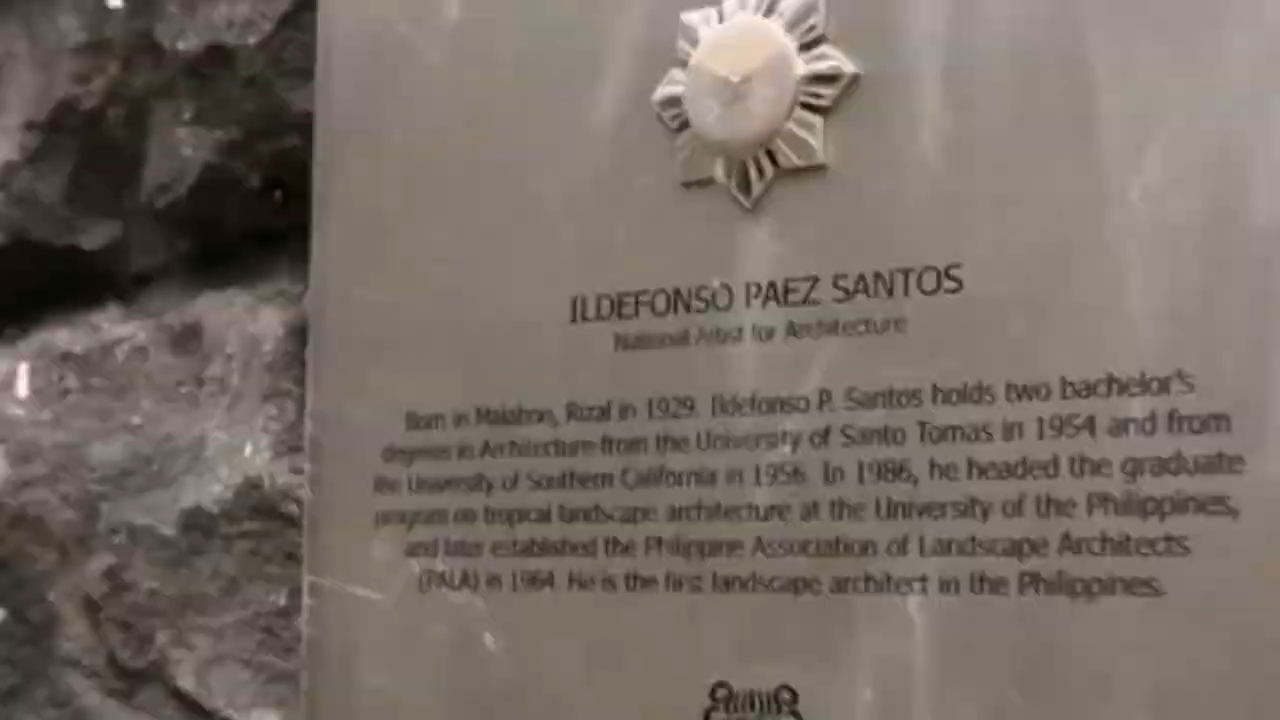 ILDEFONSO PAEZ SANTOS
National Artist for Architecture
Born in Malabon, Rizal in 1929. Ildefonso P. Santos holds two bachelor's
degrees in Architecture from the University of Santo Tomas in 1954 and from
the University of Southern California in 1956. In 1986, he headed the graduate
program on tropical landscape architecture at the University of the Philippines,
and later established the Philippine Association of Landscape Architects
(PALA) in 1964. He is the first landscape architect in the Philippines.